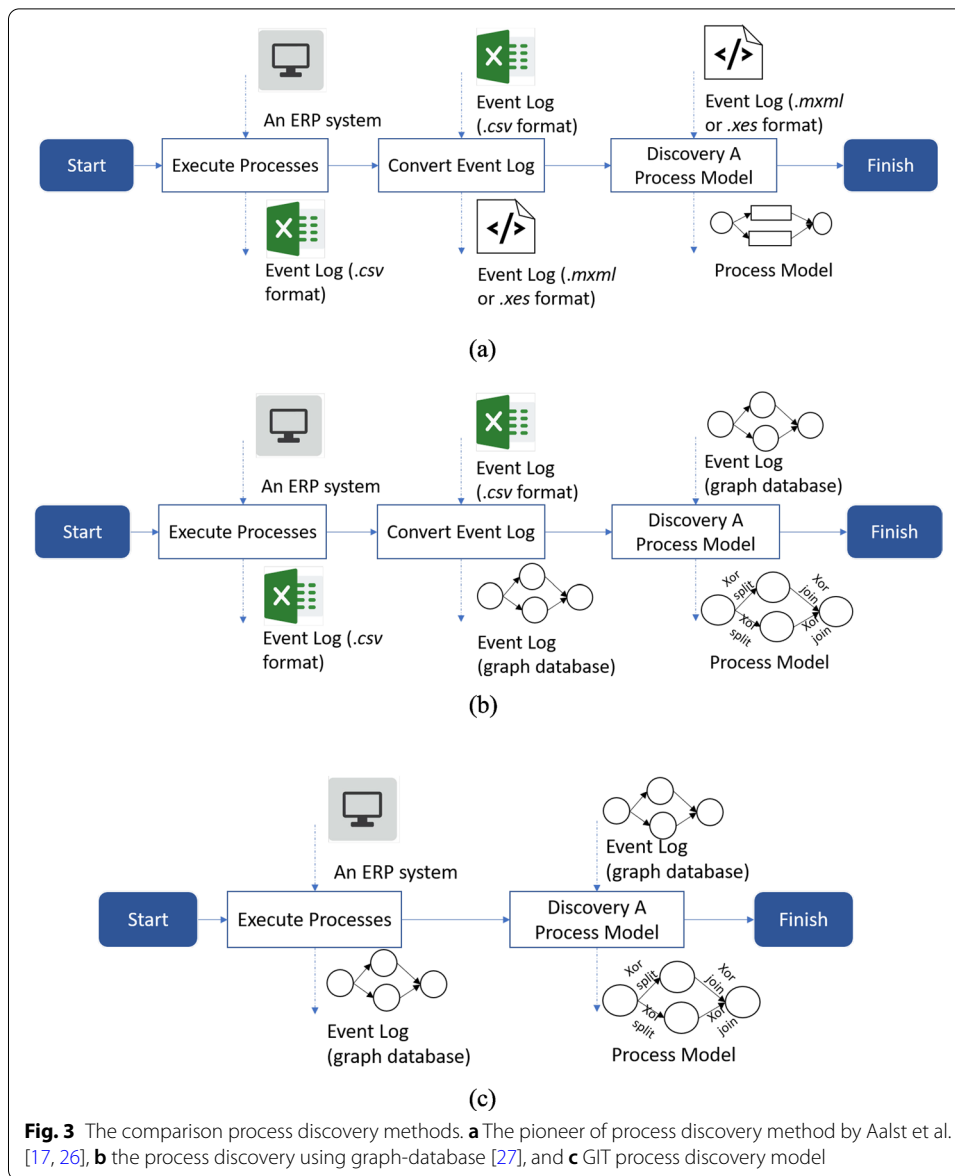 An ERP system
Event Log
(.csv format)
Event Log (.mxml
or .xes format)
Start
Execute Processes
Convert Event Log
Discovery A
Process Model
Finish
Event Log (.csv
format)
Event Log (.mxml
or .xes format)
Process Model
(a)
An ERP system
Event Log
(.csv format)
Event Log
(graph database)
Start
Execute Processes
Convert Event Log
Discovery A
Process Model
Finish
Event Log (.csv
format)
Event Log
(graph database)
Xor
split
Xor
join
Xor
split
Xor
join
Process Model
(b)
An ERP system
Event Log
(graph database)
Start
Execute Processes
Discovery A
Process Model
Finish
Event Log
(graph database)
Xor
split
Xor
join
Xor
split
Xor
join
Process Model
(c)
Fig. 3 The comparison process discovery methods. a The pioneer of process discovery method by Aalst et al.
[17, 26], b the process discovery using graph-database [27], and c GIT process discovery model